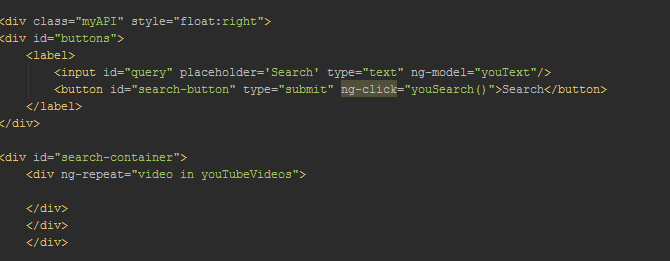 <div class="myAPI" style="float:right">
<div id="buttons">
    <label>
        <input id="query" placeholder='Search' type="text" ng-model="youText"/>
        <button id="search-button" type="submit" ng-click="youSearch()">Search</button>
    </label>
</div>

<div id="search-container">
    <div ng-repeat="video in youTubeVideos">

    </div>
    </div>
    </div>